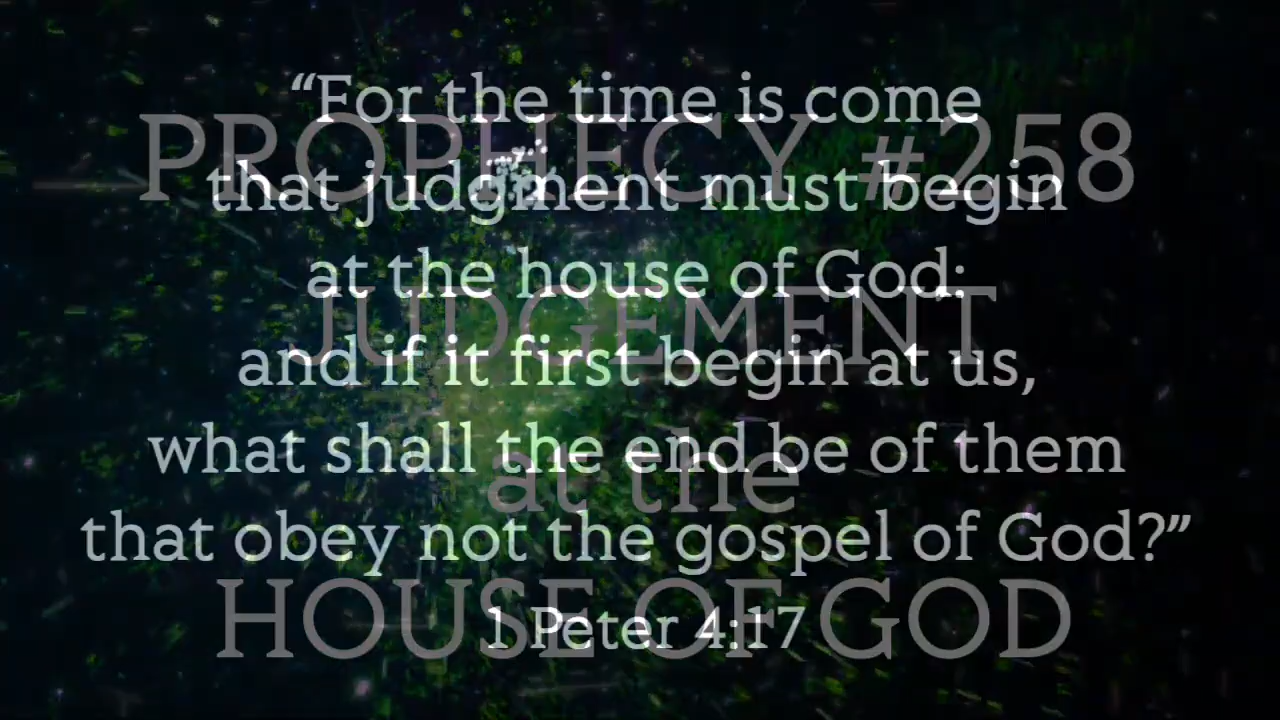 “For the time is come
PROPHECY #258
that judgment must begin
at the house of God:
JUDGEMENT
and if it first begin at us,
what shall the end be of them
at the
that obey not the gospel of God?”
HOUSE OF GOD
1 Peter 4:17